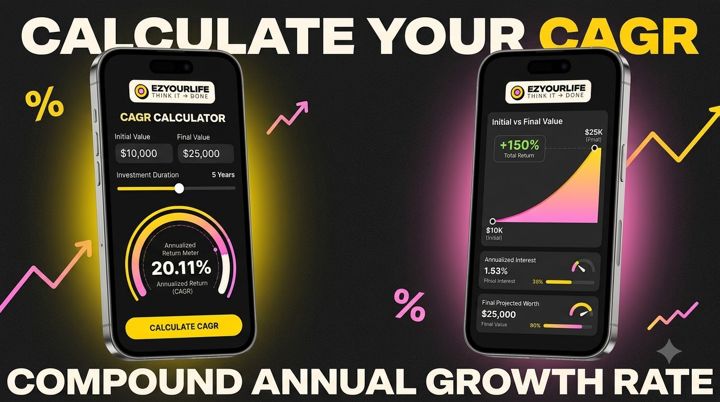 CALCULATE YOUR CAGR
EZYOURLIFE
THINK IT → DONE
CAGR CALCULATOR
Initial Value
Final Value
$10,000
$25,000
Investment Duration
5 Years
Annualized
Return Meter
20.11%
Annualized Return
(CAGR)
CALCULATE CAGR
%
EZYOURLIFE
THINK IT → DONE
Initial vs Final Value
$25K
+150%
Total Return
$10K
(Initial)
Annualized Interest
1.53%
38%
Final Projected Worth
$25,000
Final Value
80%
%
COMPOUND ANNUAL GROWTH RATE